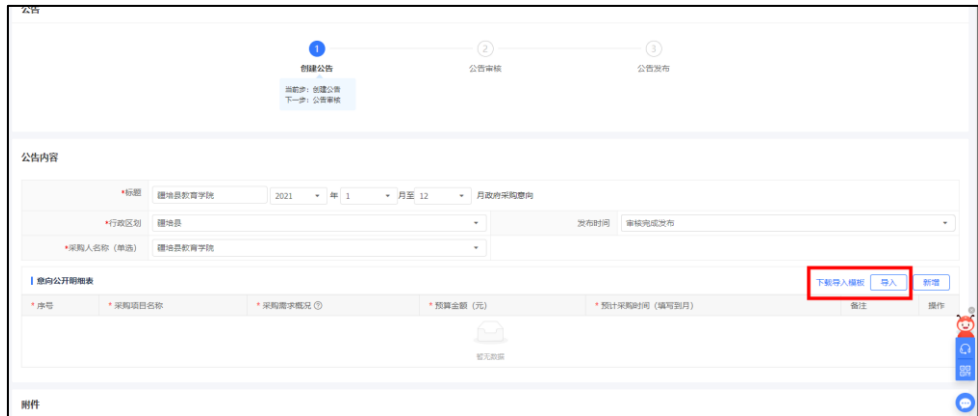 公告
1
2
3
创建公告
公告审核
公告发布
当前步：创建公告
下一步：公告审核
公告内容
*标题 疆培县教育学院 2021 年 1 月至 12 月政府采购意向
*行政区划 疆培县 发布时间 审核完成发布
*采购人名称（单选） 疆培县教育学院
意向公开明细表 下载导入模板 导入 新增
* 序号 * 采购项目名称 * 采购需求概况 * 预算金额（元） * 预计采购时间（填写到月） 备注 操作
暂无数据
附件